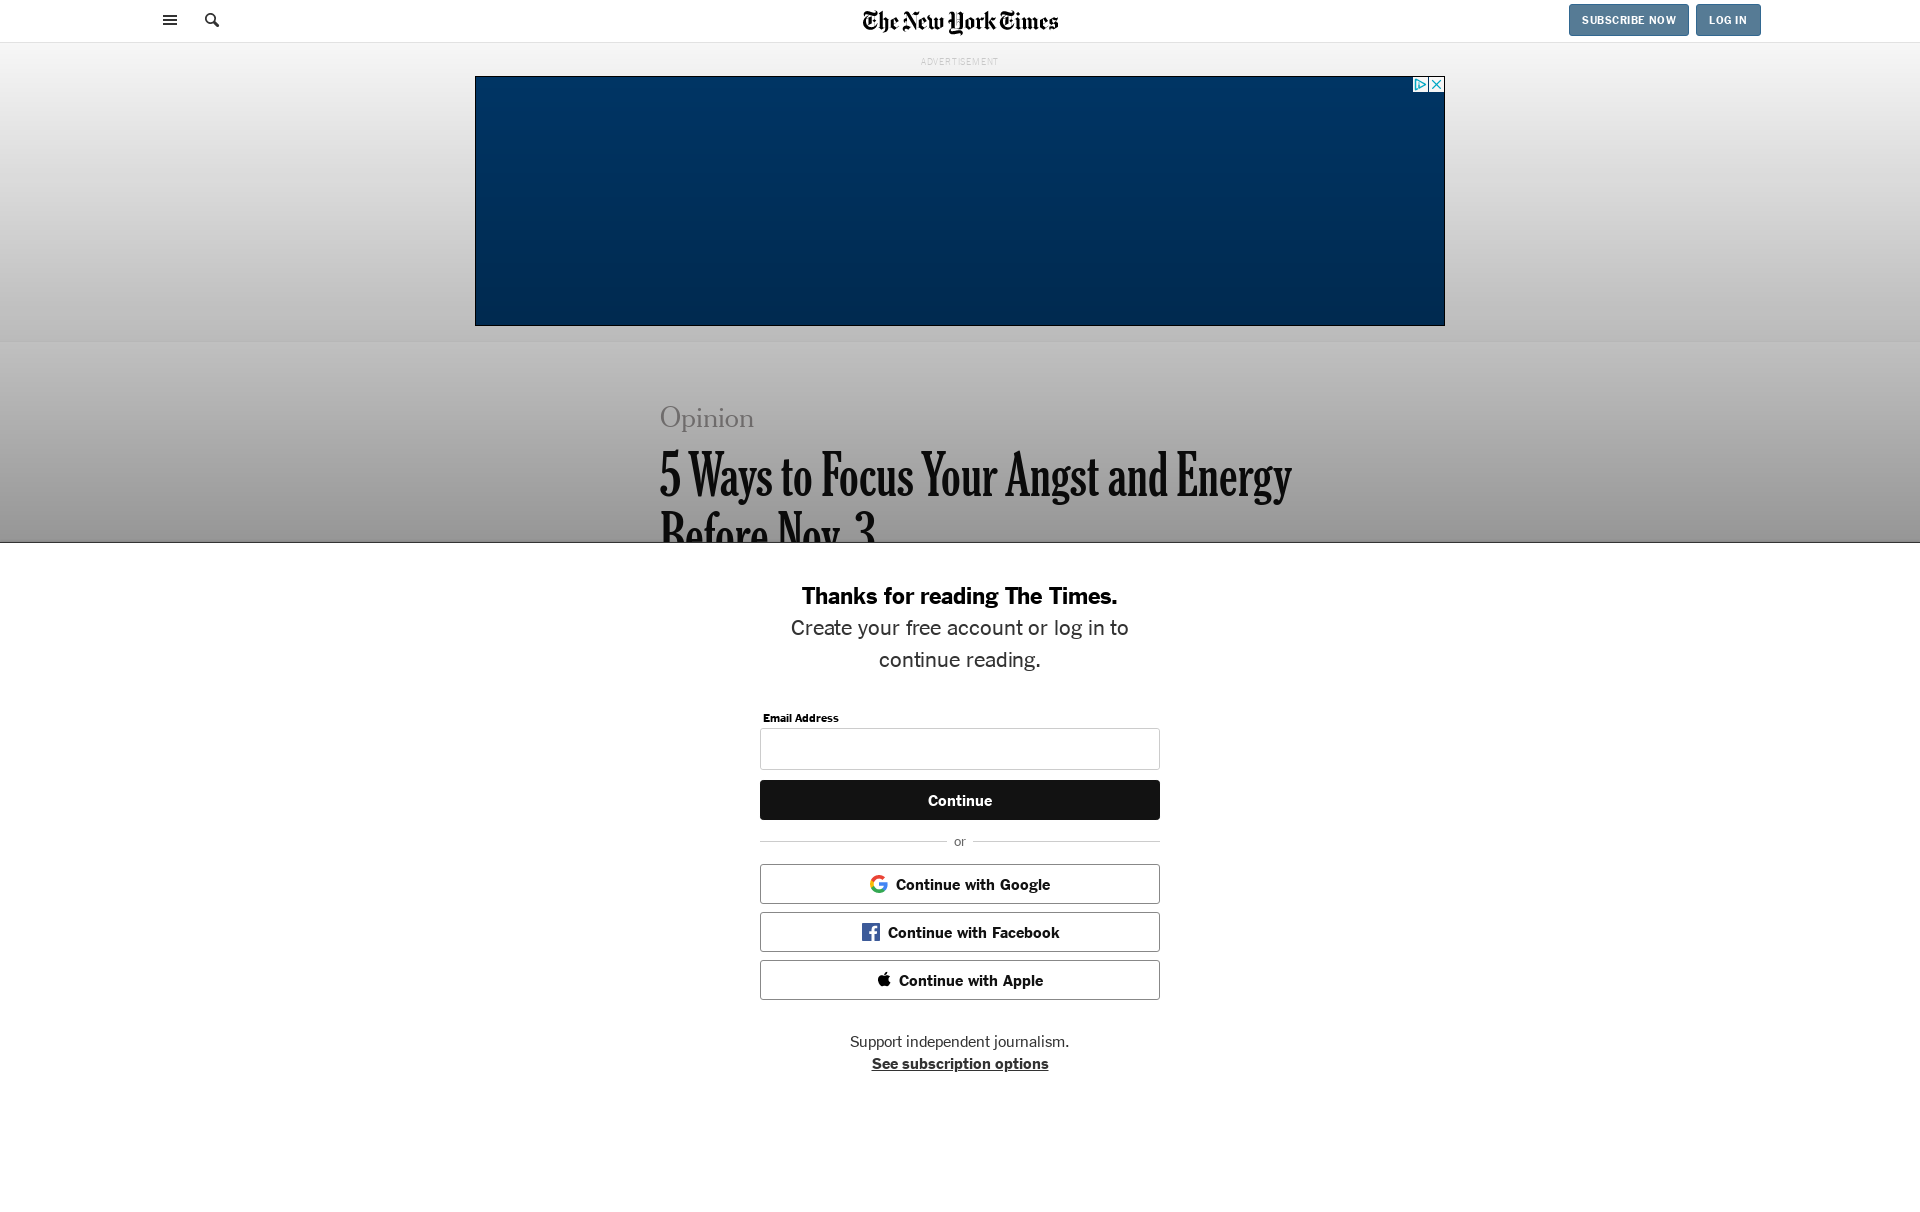 The New York Times
SUBSCRIBE NOW
LOG IN
ADVERTISEMENT
Opinion
5 Ways to Focus Your Angst and Energy
Before Nov. 3
Thanks for reading The Times.
Create your free account or log in to
continue reading.
Email Address
Continue
or
Continue with Google
Continue with Facebook
Continue with Apple
Support independent journalism.
See subscription options